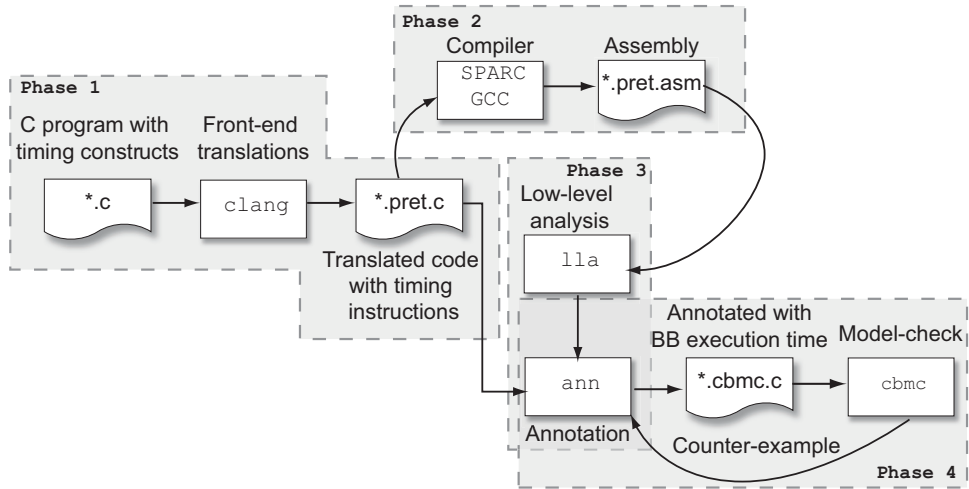 Phase 1
C program with
timing constructs
*.c
Front-end
translations
clang
*.pret.c
Translated code
with timing
instructions
Phase 2
Compiler
SPARC
GCC
Assembly
*.pret.asm
Phase 3
Low-level
analysis
lla
ann
Annotation
Annotated with
BB execution time
*.cbmc.c
Model-check
cbmc
Counter-example
Phase 4